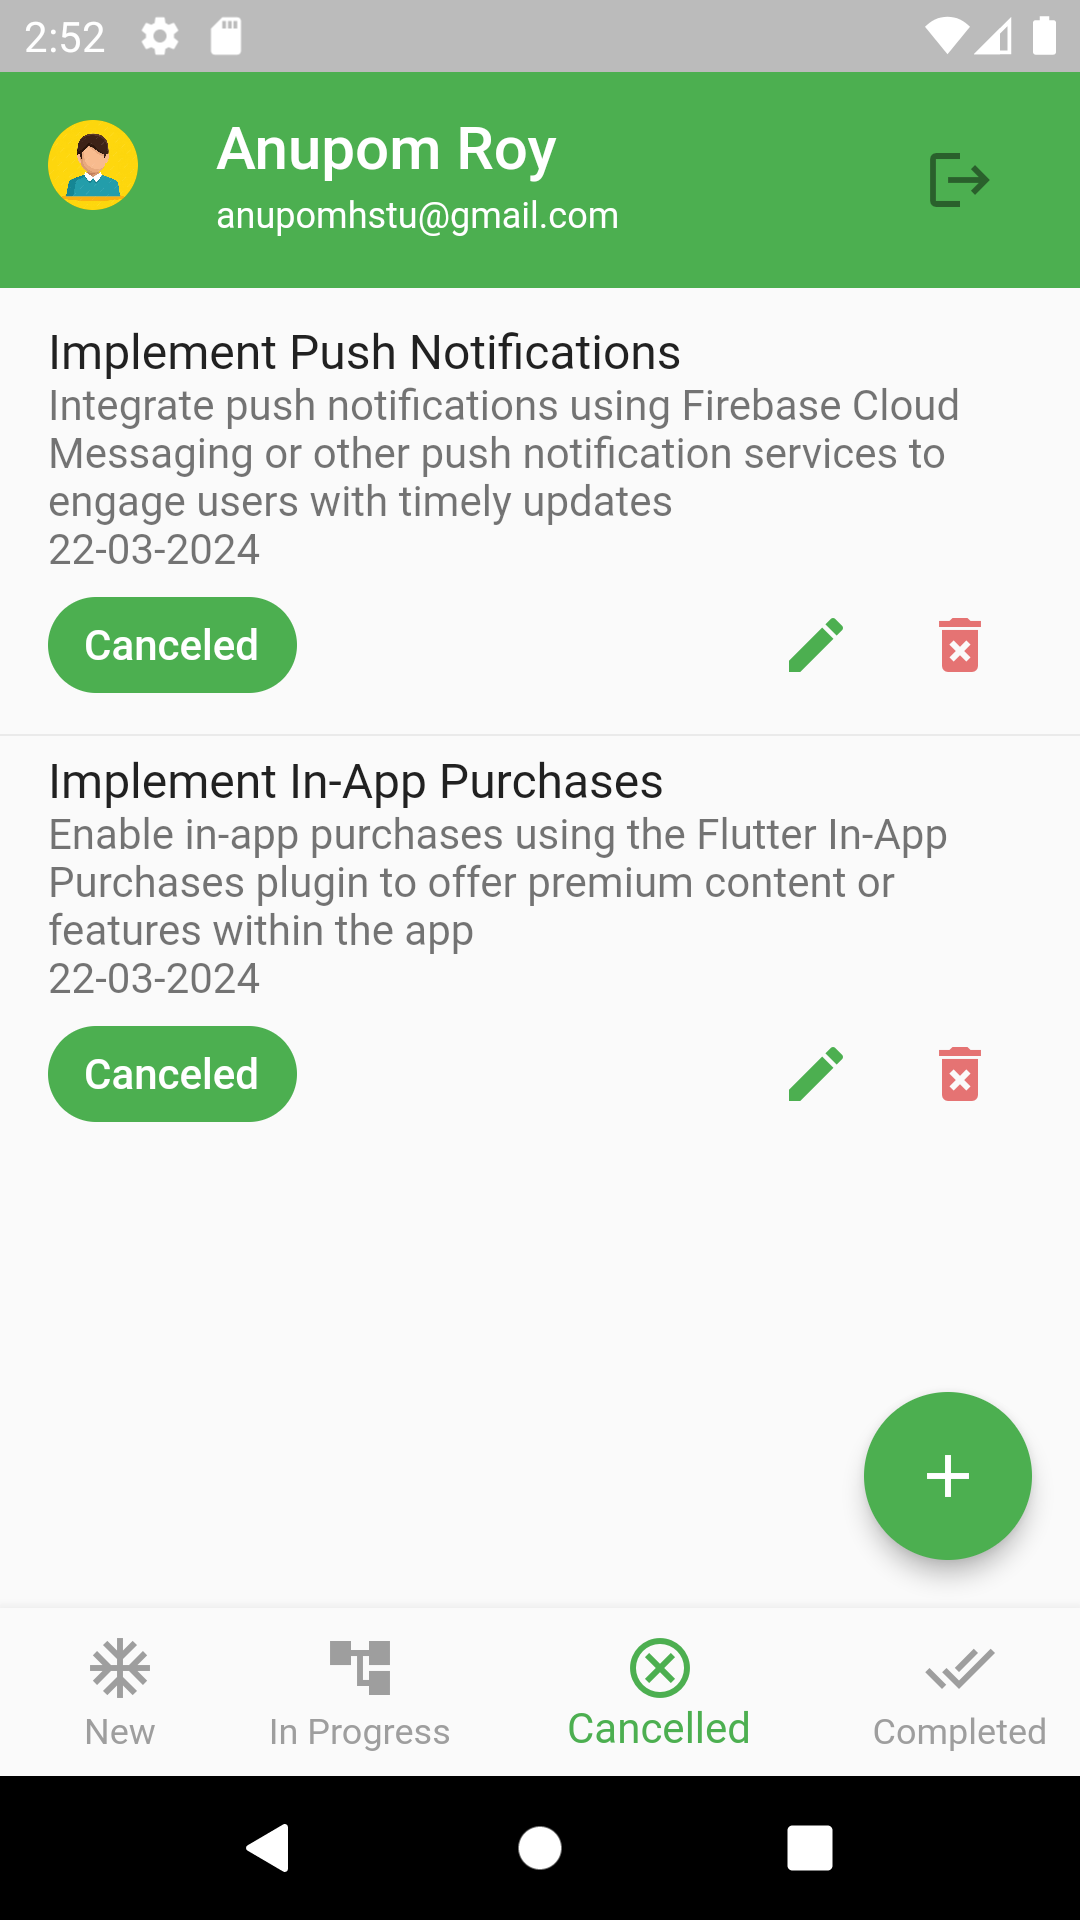 2:52
Anupom Roy
anupomhstu@gmail.com
Implement Push Notifications
Integrate push notifications using Firebase Cloud
Messaging or other push notification services to
engage users with timely updates
22-03-2024
Canceled
Implement In-App Purchases
Enable in-app purchases using the Flutter In-App
Purchases plugin to offer premium content or
features within the app
22-03-2024
Canceled
New
In Progress
Cancelled
Completed